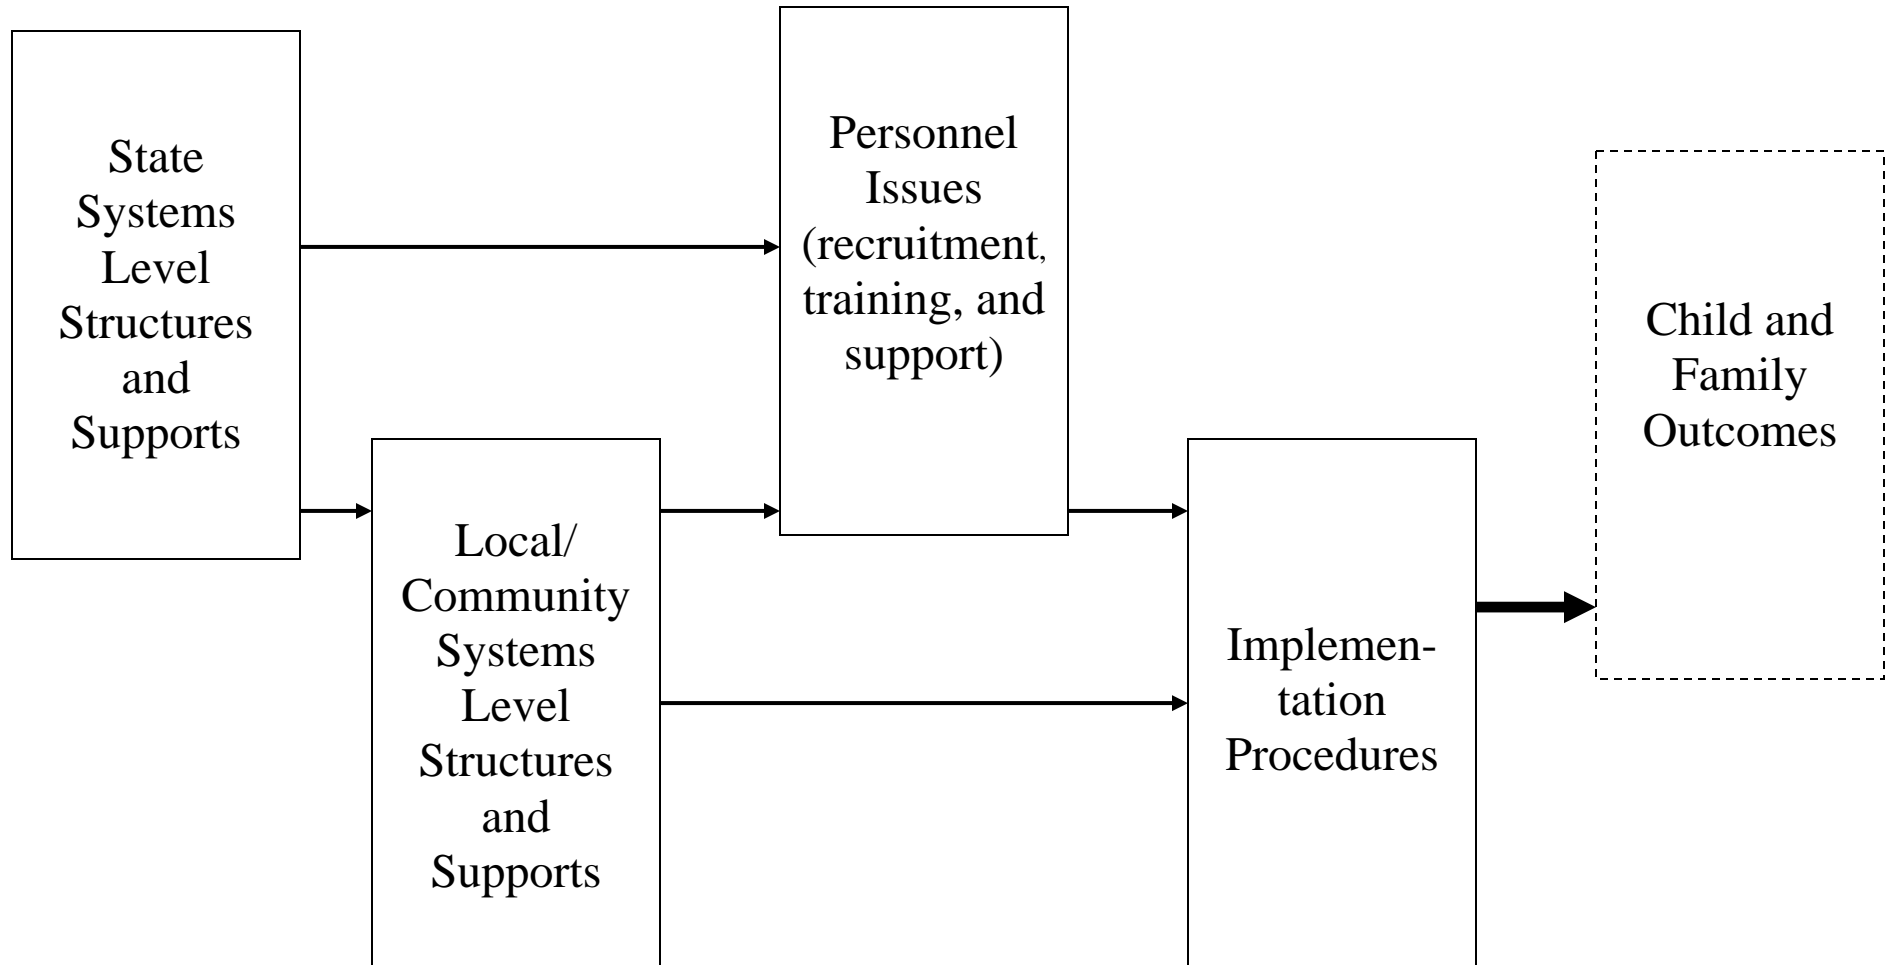 State
Systems
Level
Structures
and
Supports
Local/
Community
Systems
Level
Structures
and
Supports
Personnel
Issues
(recruitment,
training, and
support)
Implemen-
tation
Procedures
Child and
Family
Outcomes